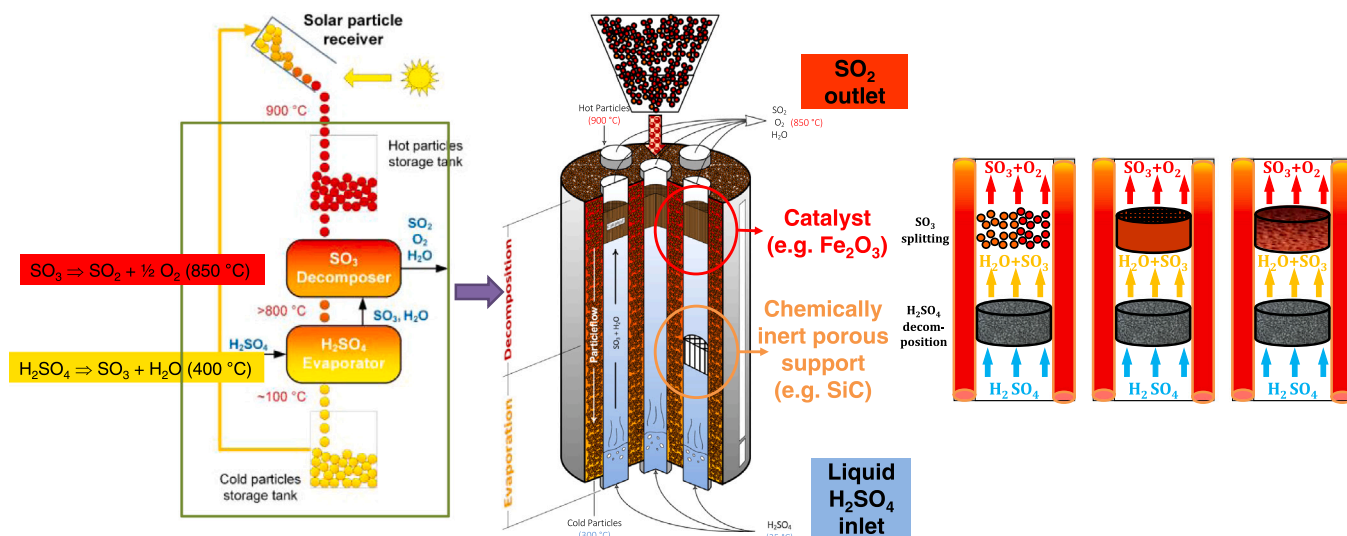 Solar particle
receiver
900 °C
Hot particles
storage tank
SO₂
O₂
H₂O
SO₃ ⇒ SO₂ + ½ O₂ (850 °C)
SO₃
Decomposer
>800 °C
SO₃, H₂O
H₂SO₄
H₂SO₄
Evaporator
H₂SO₄ ⇒ SO₃ + H₂O (400 °C)
~100 °C
Cold particles
storage tank
Hot Particles
(900 °C)
SO₂
O₂ (850 °C)
H₂O
SO₂
outlet
Decomposition
Evaporation
Particleflow
SO₃ + H₂O
Catalyst
(e.g. Fe₂O₃)
Chemically
inert porous
support
(e.g. SiC)
Liquid
H₂SO₄
inlet
Cold Particles
(300 °C)
H₂SO₄
SO₃
splitting
H₂SO₄
decom-
position
SO₃+O₂
H₂O+SO₃
H₂ SO₄
SO₃+O₂
H₂O+SO₃
H₂ SO₄
SO₃+O₂
H₂O+SO₃
H₂ SO₄